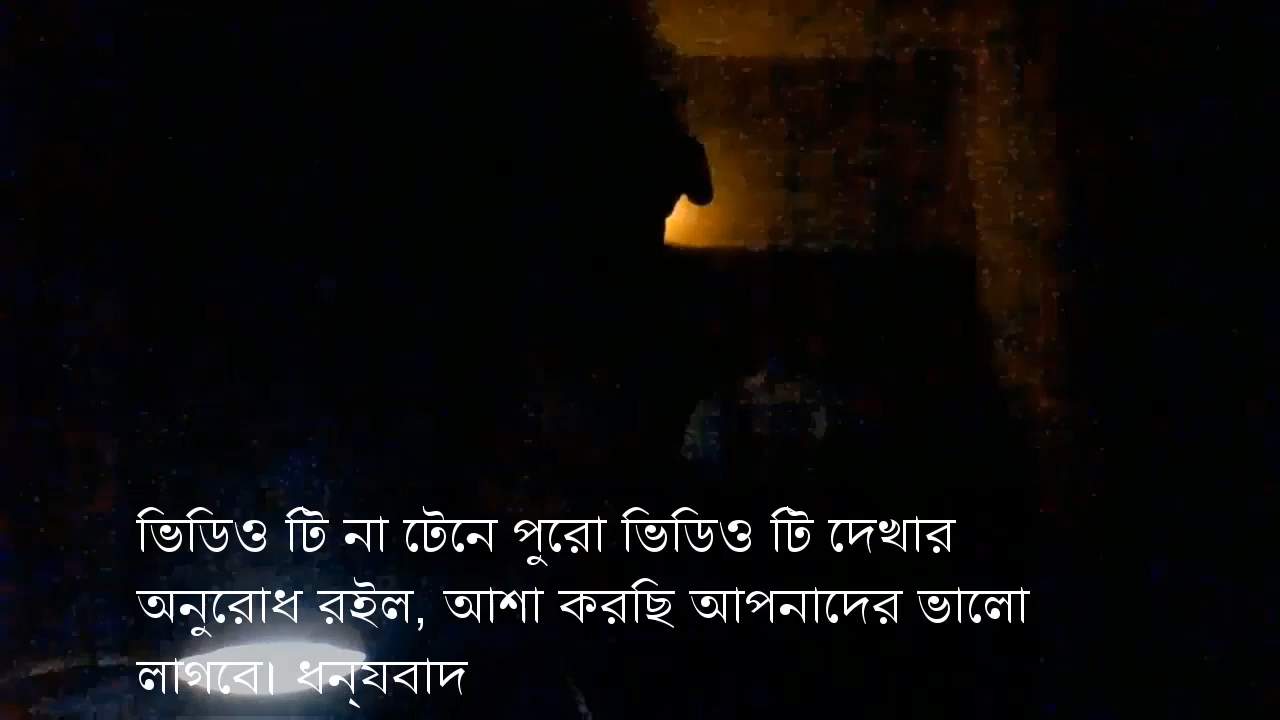 ভিডিও টি না টেনে পুরো ভিডিও টি দেখার
অনুরোধ রইল, আশা করছি আপনাদের ভালো
লাগবে। ধন্‌যবাদ